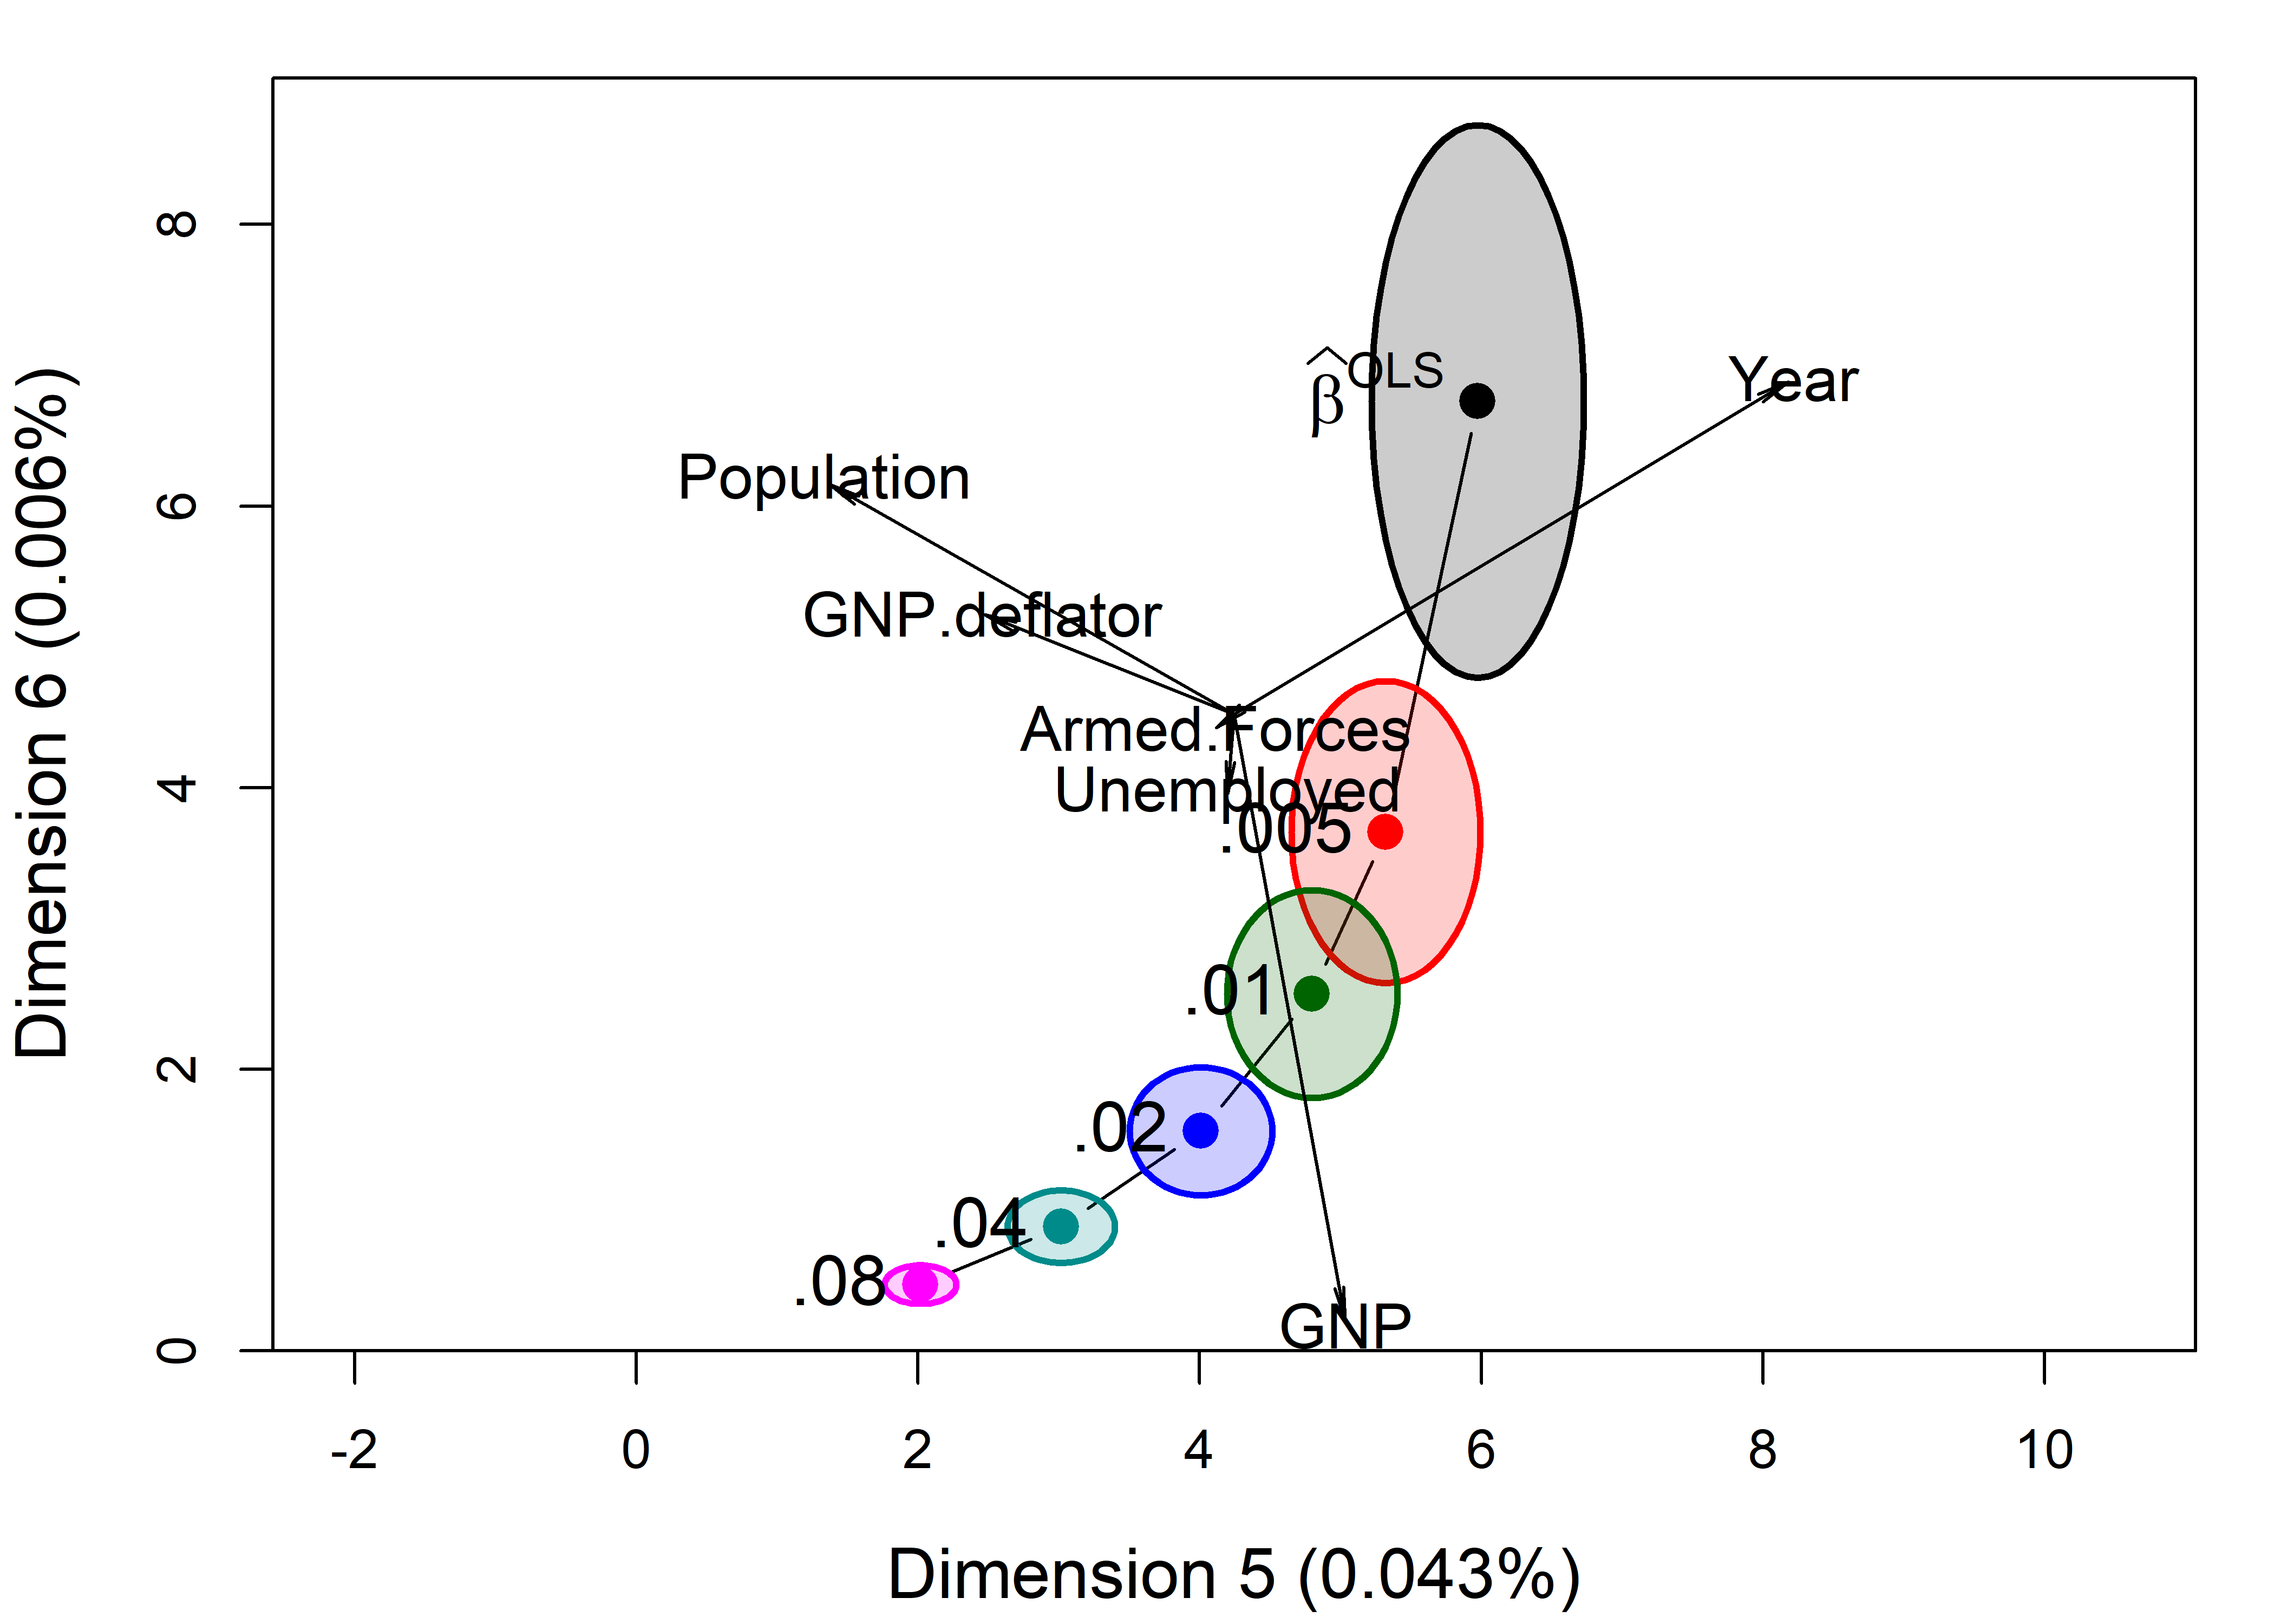 Dimension 6 (0.006%)
8
6
4
2
0
β̂OLS
Year
Population
GNP.deflator
Armed.Forces
Unemployed
.005
.01
.02
.04
.08
GNP
-2 0 2 4 6 8 10
Dimension 5 (0.043%)